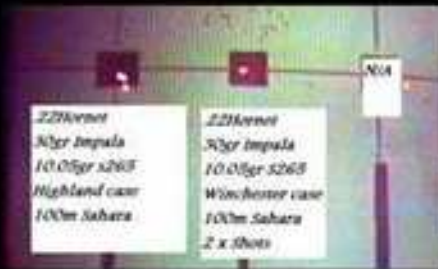 .22Hornet
30gr Impala
10.05gr s265
Highland case
100m Sahara
.22Hornet
30gr Impala
10.05gr s265
Winchester case
100m Sahara
2 x Shots
N/A